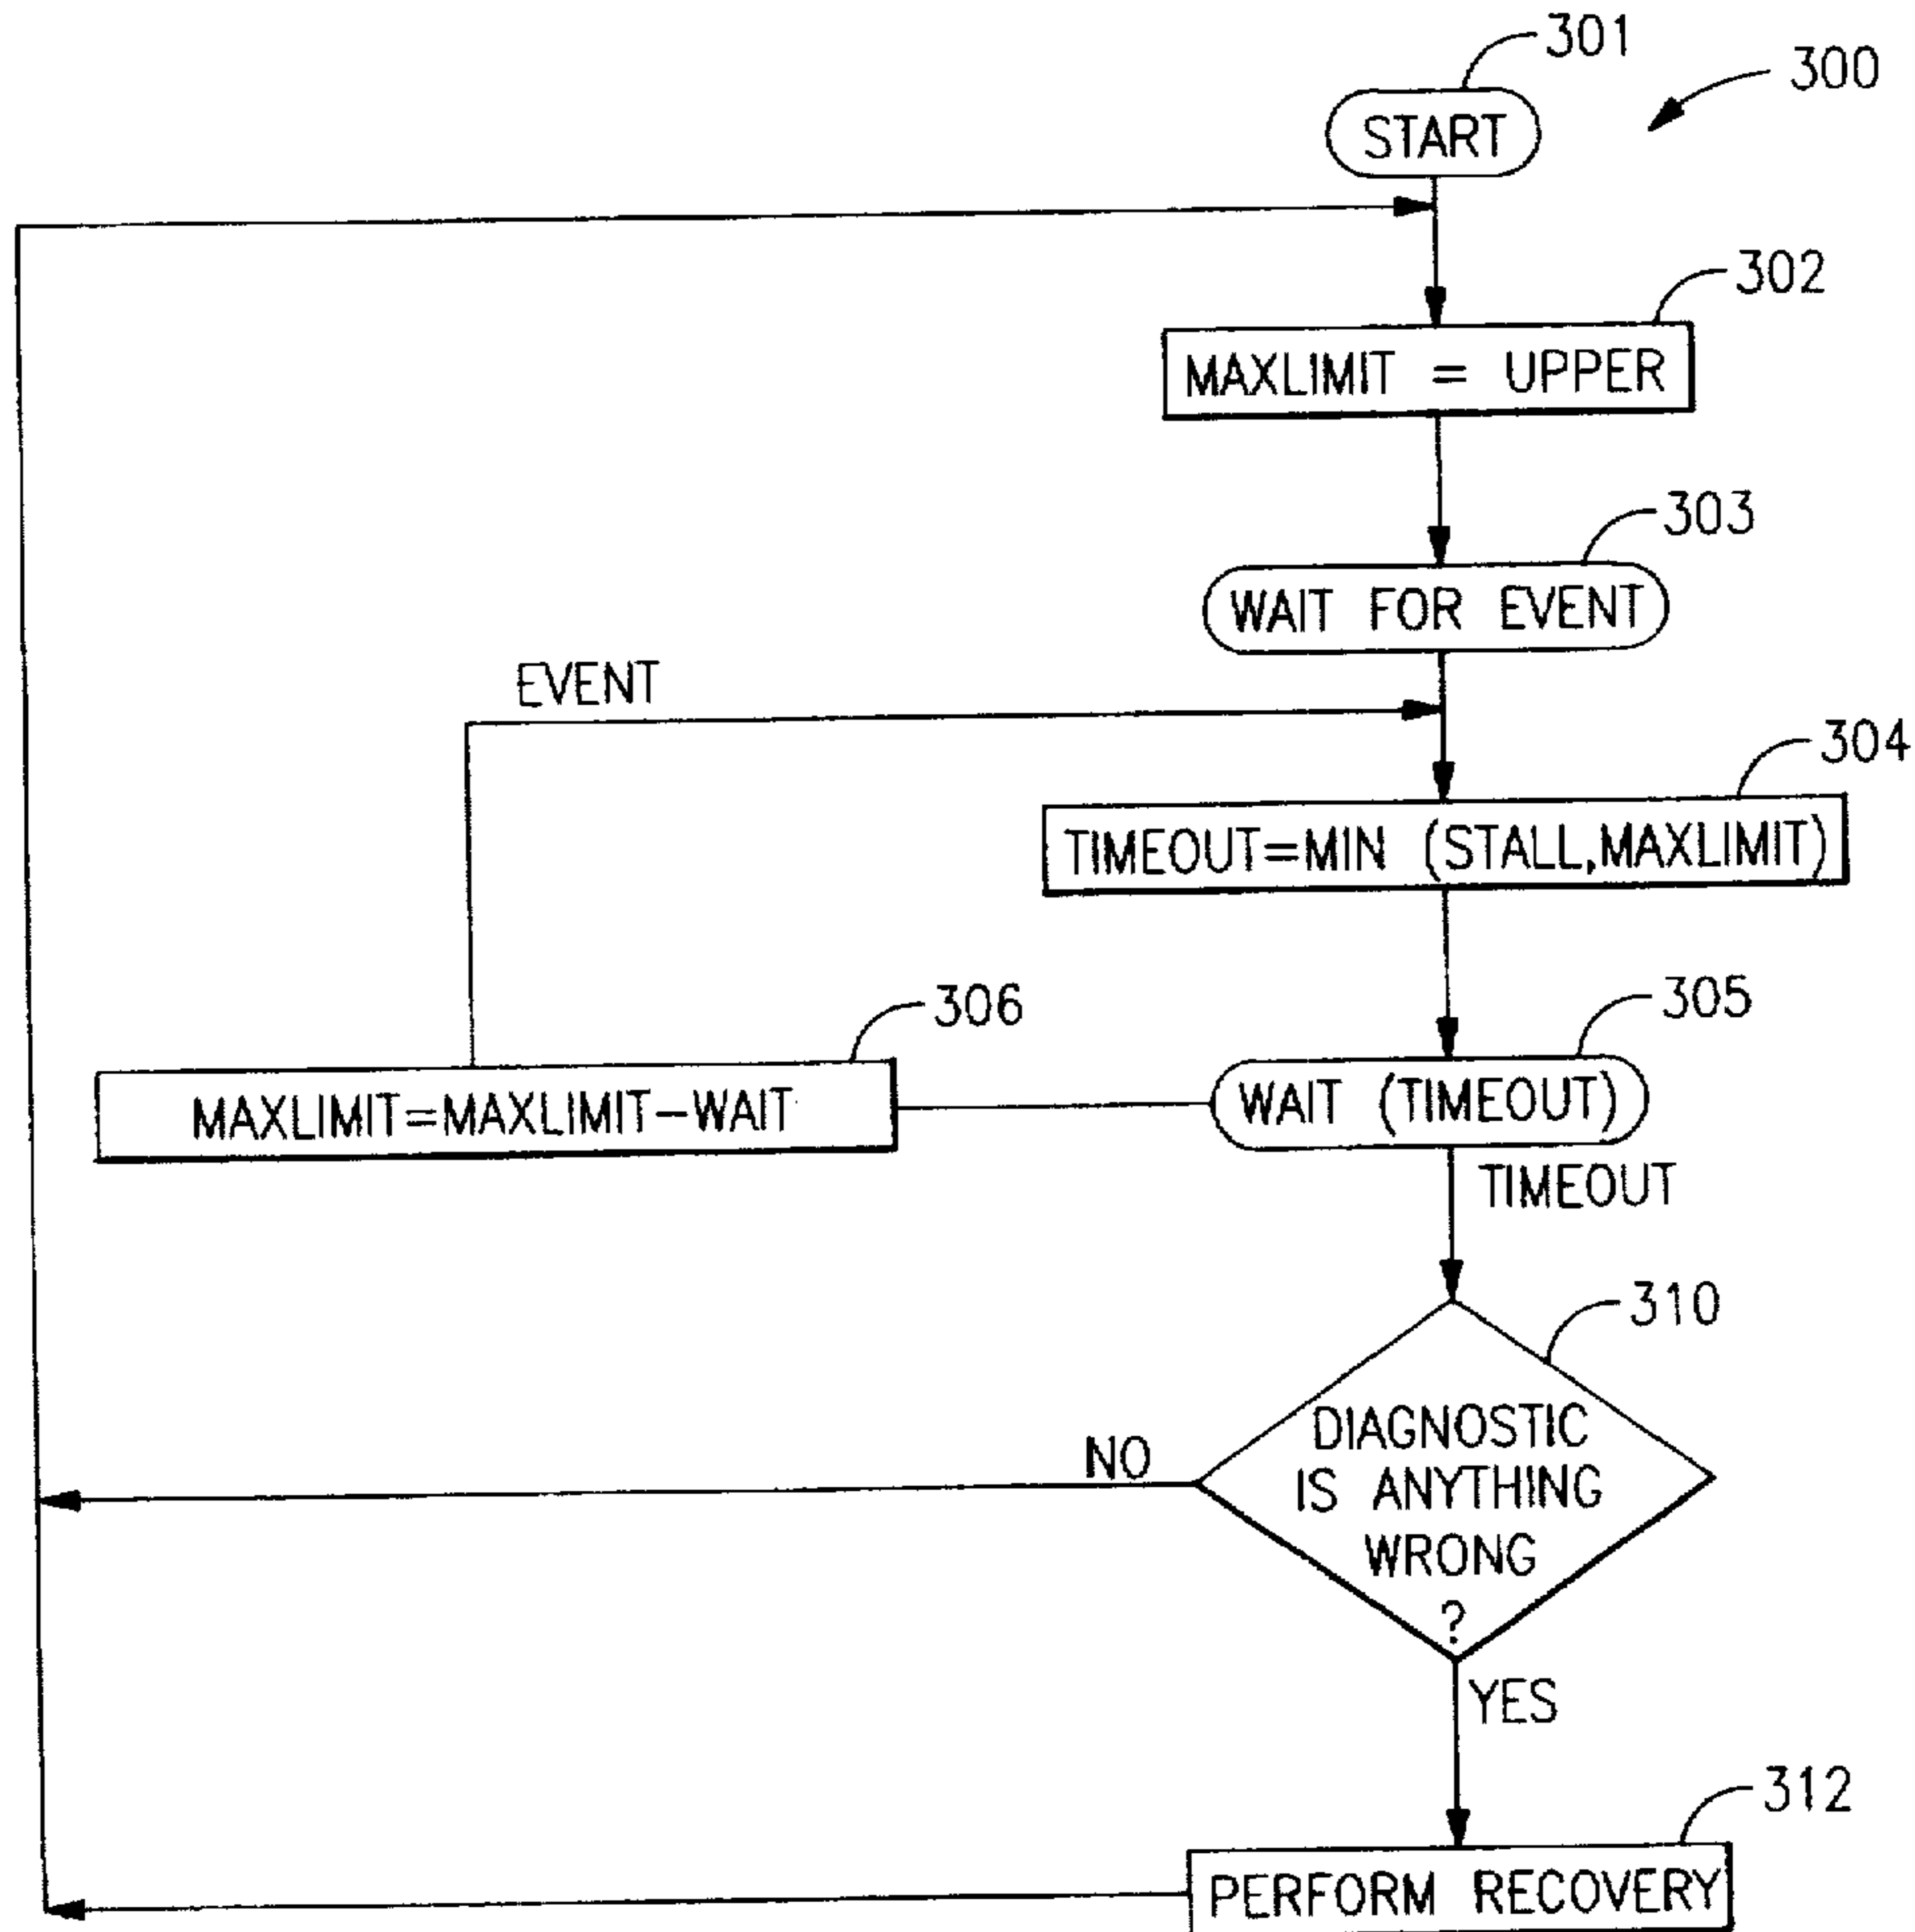 301
300
START
302
MAXLIMIT = UPPER
303
WAIT FOR EVENT
EVENT
304
TIMEOUT=MIN (STALL,MAXLIMIT)
306
305
MAXLIMIT=MAXLIMIT-WAIT
WAIT (TIMEOUT)
TIMEOUT
310
DIAGNOSTIC
IS ANYTHING
WRONG
?
NO
YES
312
PERFORM RECOVERY